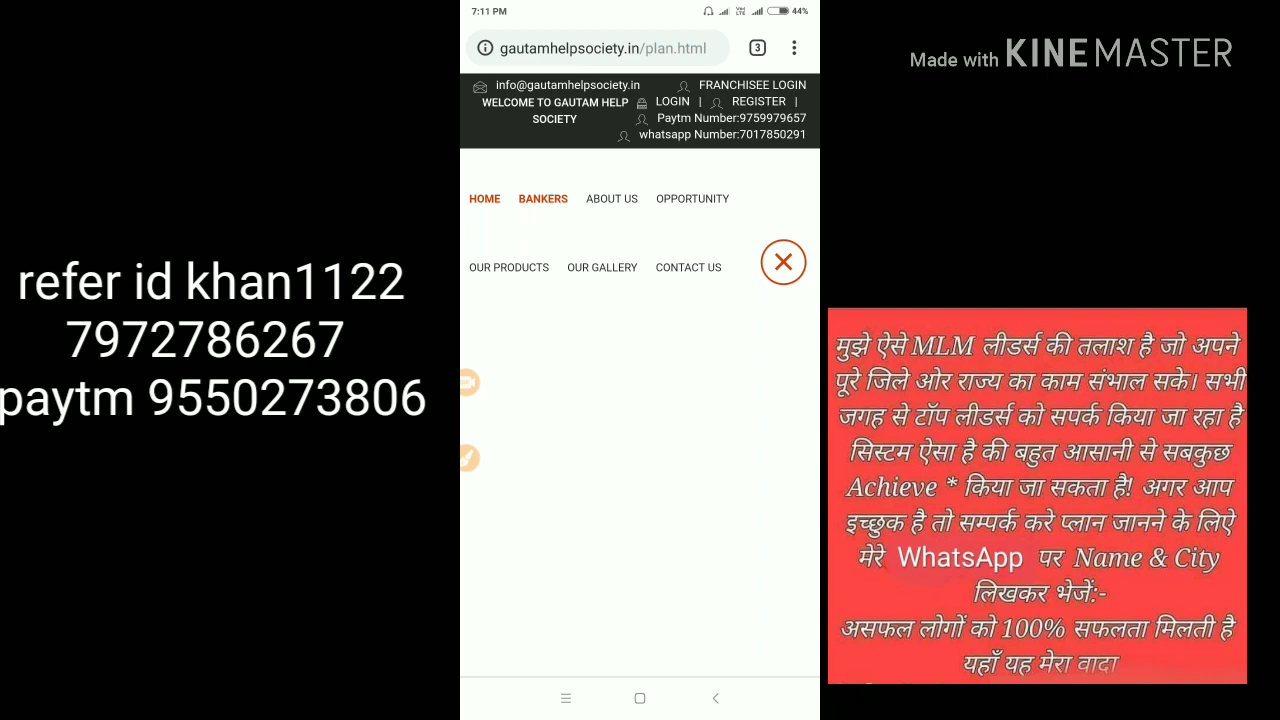 refer id khan1122
7972786267
paytm 9550273806
7:11 PM
44%
gautamhelpsociety.in/plan.html
3
info@gautamhelpsociety.in
FRANCHISEE LOGIN
WELCOME TO GAUTAM HELP
SOCIETY
LOGIN | REGISTER |
Paytm Number:9759979657
whatsapp Number:7017850291
HOME BANKERS ABOUT US OPPORTUNITY
OUR PRODUCTS OUR GALLERY CONTACT US
Made with KINEMASTER
मुझे ऐसे MLM लीडर्स की तलाश है जो अपने
पूरे जिले ओर राज्य का काम संभाल सके। सभी
जगह से टॉप लीडर्स को सपर्क किया जा रहा है
सिस्टम ऐसा है की बहुत आसानी से सबकुछ
Achieve * किया जा सकता है! अगर आप
इच्छुक है तो सम्पर्क करे प्लान जानने के लिऐ
मेरे WhatsApp पर Name & City
लिखकर भेजें:-
असफल लोगों को 100% सफलता मिलती है
यहाँ यह मेरा वादा